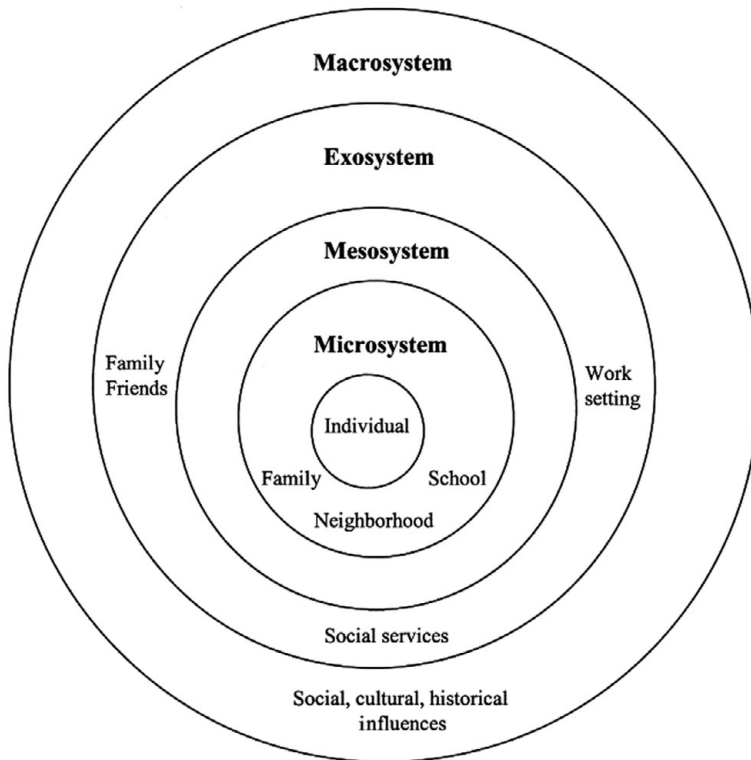 Macrosystem
Exosystem
Mesosystem
Microsystem
Family
Friends
Work
setting
Individual
Family
School
Neighborhood
Social services
Social, cultural, historical
influences